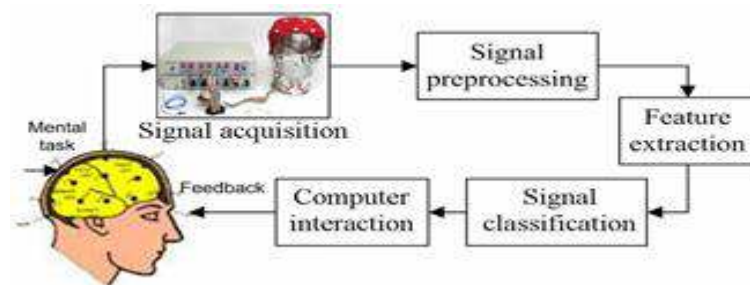 Signal
preprocessing
Signal acquisition
Feature
extraction
Mental
task
Feedback
Computer
interaction
Signal
classification